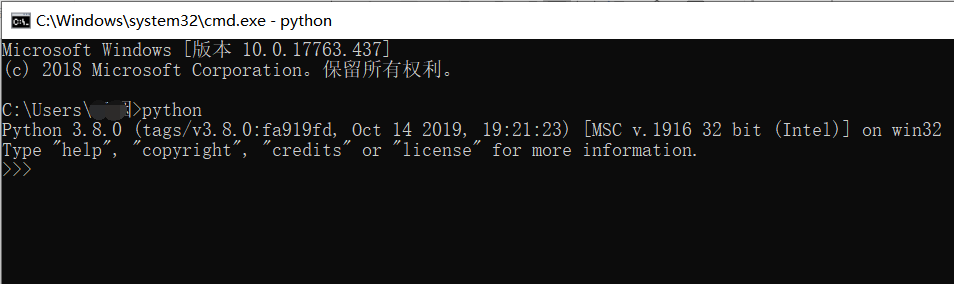 C:\Windows\system32\cmd.exe - python
Microsoft Windows [版本 10.0.17763.437]
(c) 2018 Microsoft Corporation。保留所有权利。
C:\Users\>python
Python 3.8.0 (tags/v3.8.0:fa919fd, Oct 14 2019, 19:21:23) [MSC v.1916 32 bit (Intel)] on win32
Type "help", "copyright", "credits" or "license" for more information.
>>>